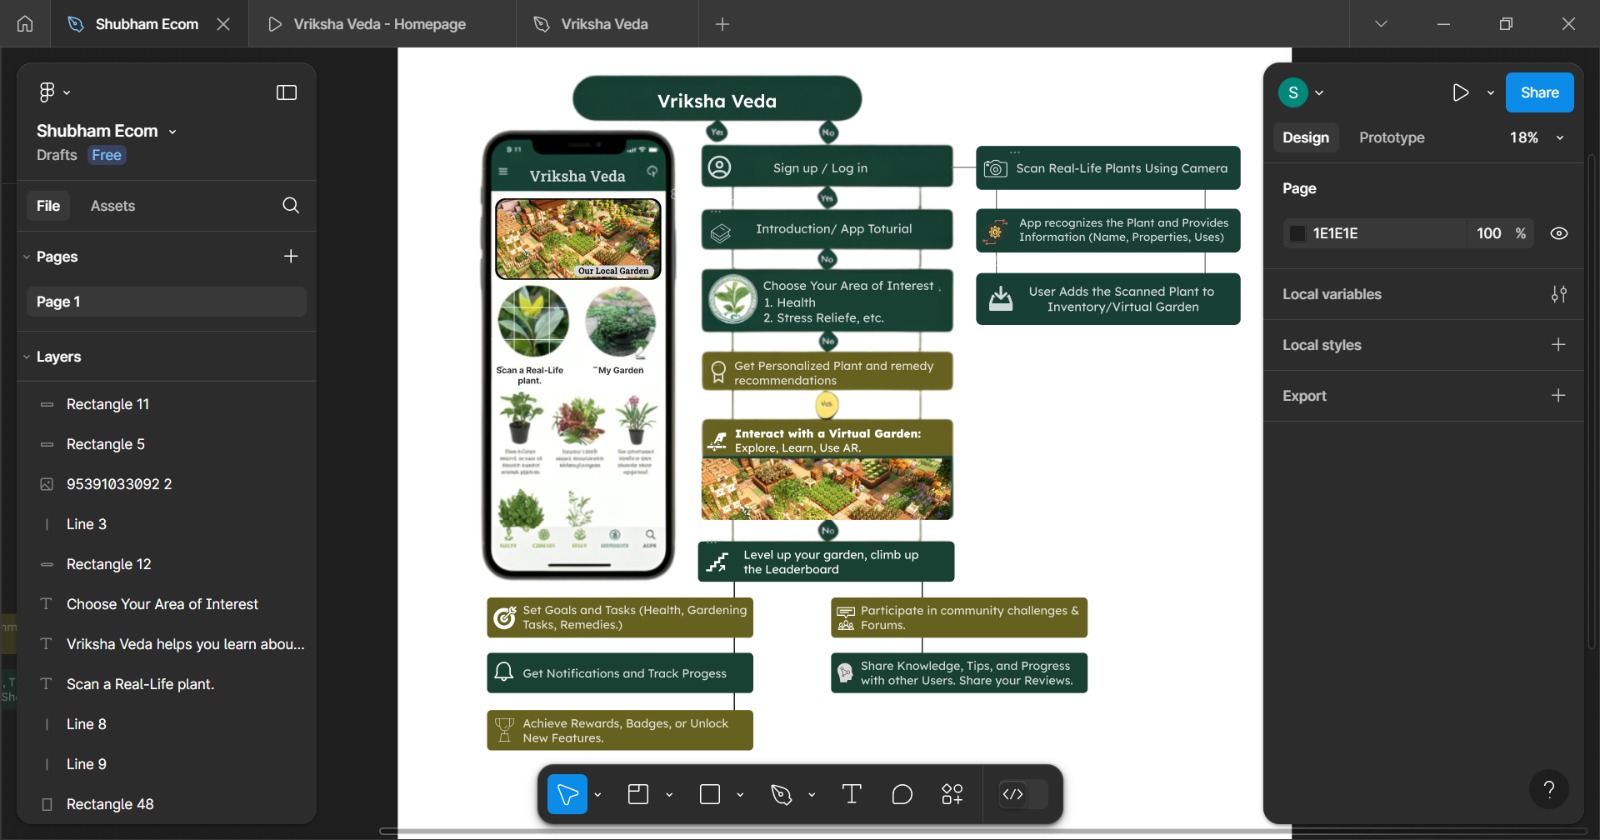 Shubham Ecom
Vriksha Veda - Homepage
Vriksha Veda
Shubham Ecom
Drafts
Free
File
Assets
Pages
Page 1
Layers
Rectangle 11
Rectangle 5
95391033092 2
Line 3
Rectangle 12
Choose Your Area of Interest
Vriksha Veda helps you learn abou...
Scan a Real-Life plant.
Line 8
Line 9
Rectangle 48
Vriksha Veda
Yes
No
Vriksha Veda
Our Local Garden
Scan a Real-Life
plant.
My Garden
Sign up / Log in
Yes
Introduction/ App Toturial
No
Choose Your Area of Interest .
1. Health
2. Stress Reliefe, etc.
No
Get Personalized Plant and remedy
recommendations
Yes
Interact with a Virtual Garden:
Explore, Learn, Use AR.
No
Level up your garden, climb up
the Leaderboard
Scan Real-Life Plants Using Camera
App recognizes the Plant and Provides
Information (Name, Properties, Uses)
User Adds the Scanned Plant to
Inventory/Virtual Garden
Set Goals and Tasks (Health, Gardening
Tasks, Remedies.)
Get Notifications and Track Progess
Achieve Rewards, Badges, or Unlock
New Features.
Participate in community challenges &
Forums.
Share Knowledge, Tips, and Progress
with other Users. Share your Reviews.
S
Share
Design
Prototype
18%
Page
1E1E1E
100 %
Local variables
Local styles
Export
?